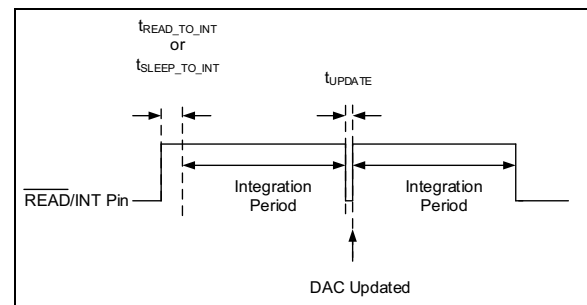 tREAD_TO_INT
or
tSLEEP_TO_INT
tUPDATE
Integration
Period
Integration
Period
READ/INT Pin
DAC Updated